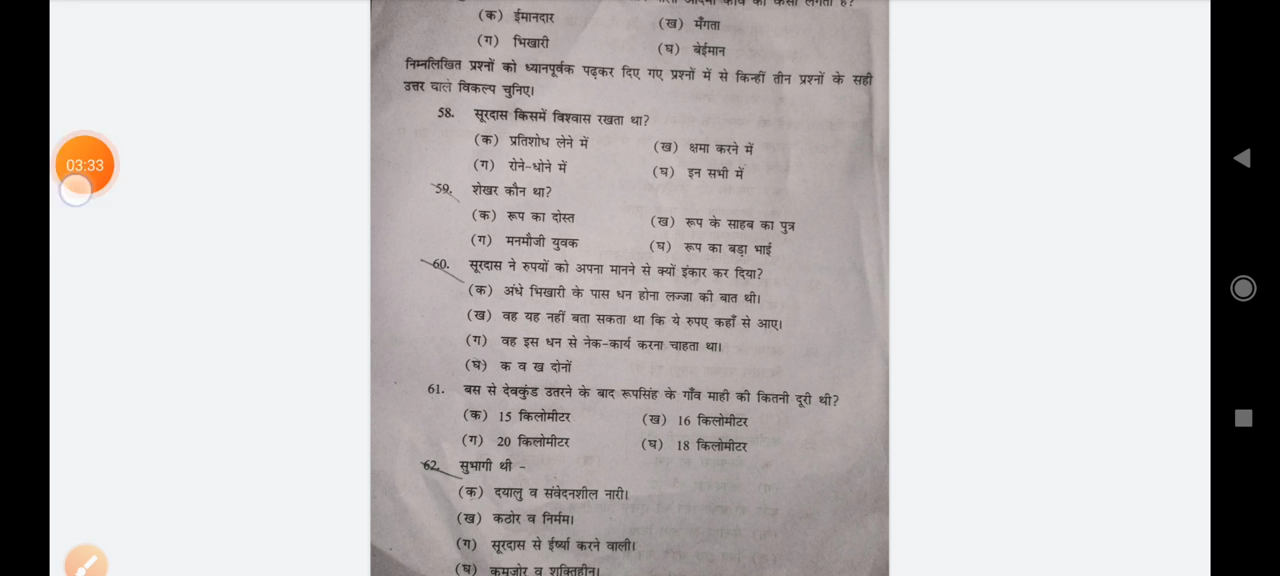 की कैसा लगता है?
(क) ईमानदार (ख) मँगता
(ग) भिखारी (घ) बेईमान
निम्नलिखित प्रश्नों को ध्यानपूर्वक पढ़कर दिए गए प्रश्नों में से किन्हीं तीन प्रश्नों के सही
उत्तर वाले विकल्प चुनिए।
58. सूरदास किसमें विश्वास रखता था?
(क) प्रतिशोध लेने में (ख) क्षमा करने में
(ग) रोने-धोने में (घ) इन सभी में
59. शेखर कौन था?
(क) रूप का दोस्त (ख) रूप के साहब का पुत्र
(ग) मनमौजी युवक (घ) रूप का बड़ा भाई
60. सूरदास ने रुपयों को अपना मानने से क्यों इंकार कर दिया?
(क) अंधे भिखारी के पास धन होना लज्जा की बात थी।
(ख) वह यह नहीं बता सकता था कि ये रुपए कहाँ से आए।
(ग) वह इस धन से नेक-कार्य करना चाहता था।
(घ) क व ख दोनों
61. बस से देवकुंड उतरने के बाद रूपसिंह के गाँव माही की कितनी दूरी थी?
(क) 15 किलोमीटर (ख) 16 किलोमीटर
(ग) 20 किलोमीटर (घ) 18 किलोमीटर
62. सुभागी थी -
(क) दयालु व संवेदनशील नारी।
(ख) कठोर व निर्मम।
(ग) सूरदास से ईर्ष्या करने वाली।
(घ) कमजोर व शक्तिहीन।
03:33